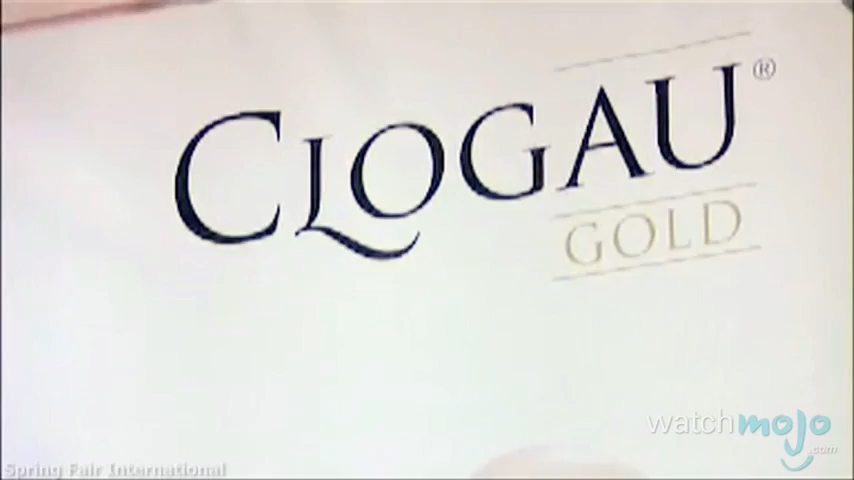 CLOGAU®
GOLD
watchmojo
.com
Spring Fair International